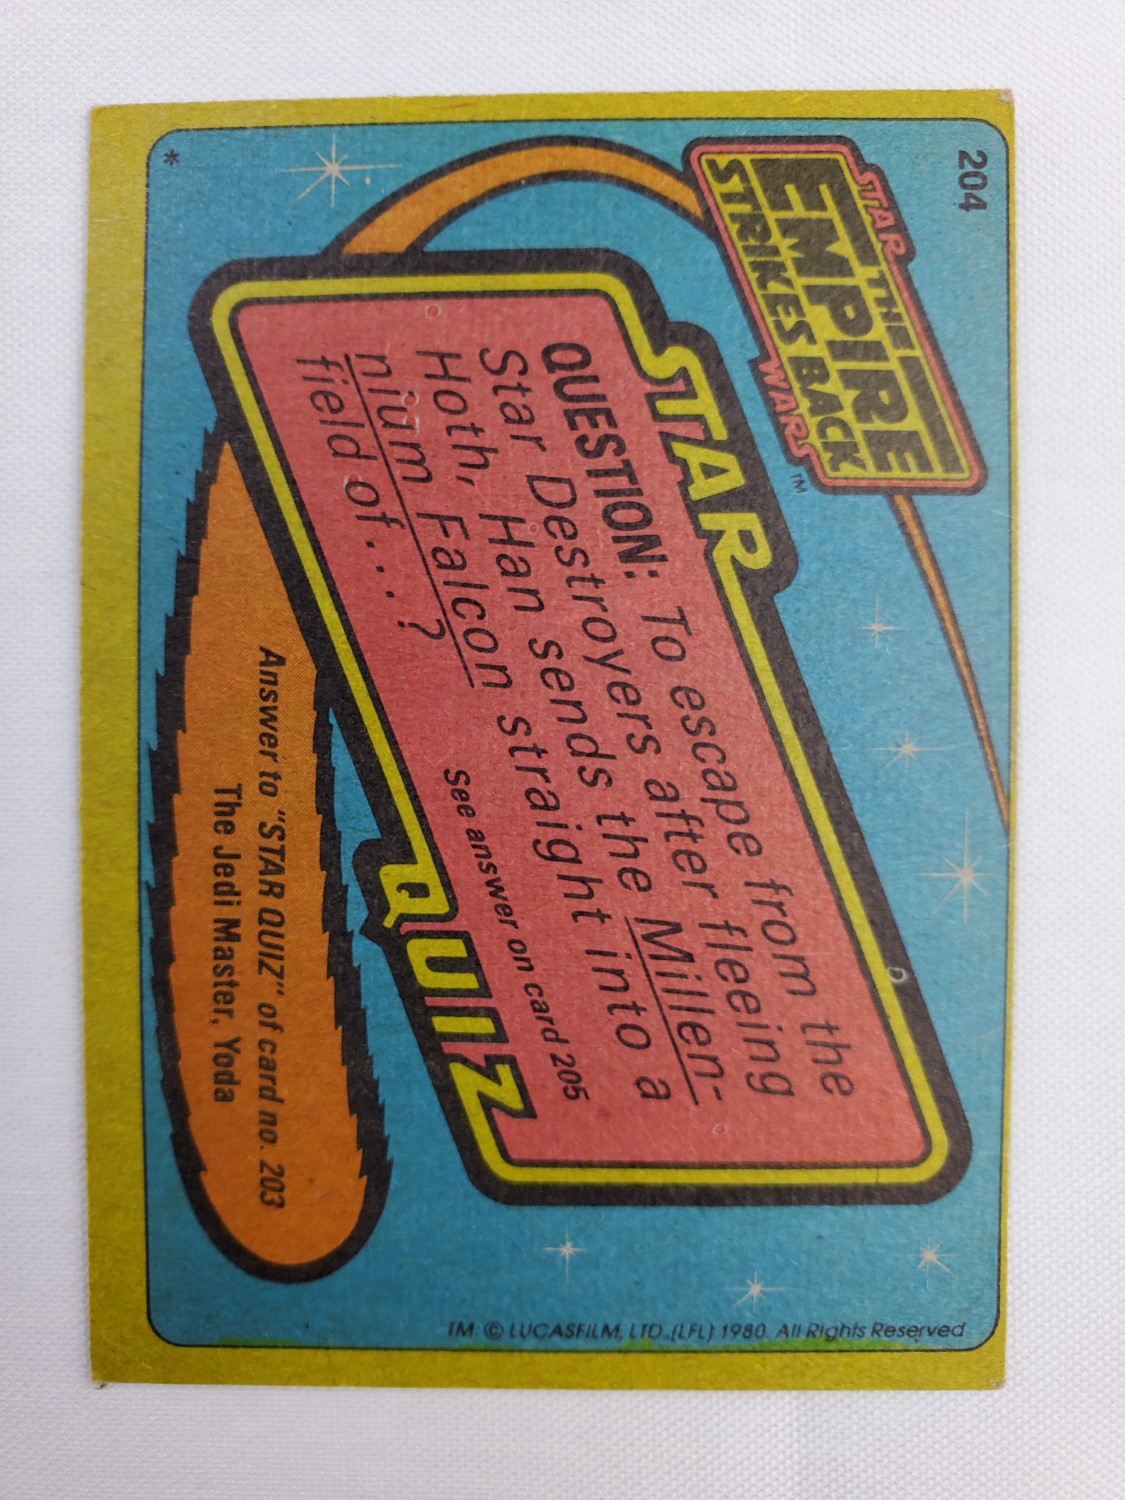 204
STAR
THE
EMPIRE
STRIKES BACK
WARS™
STAR
QUESTION: To escape from the
Star Destroyers after fleeing
Hoth, Han sends the Millen-
nium Falcon straight into a
field of...?
See answer on card 205
QUIZ
Answer to "STAR QUIZ" of card no. 203
The Jedi Master, Yoda
*
TM © LUCASFILM, LTD. (LFL) 1980. All Rights Reserved